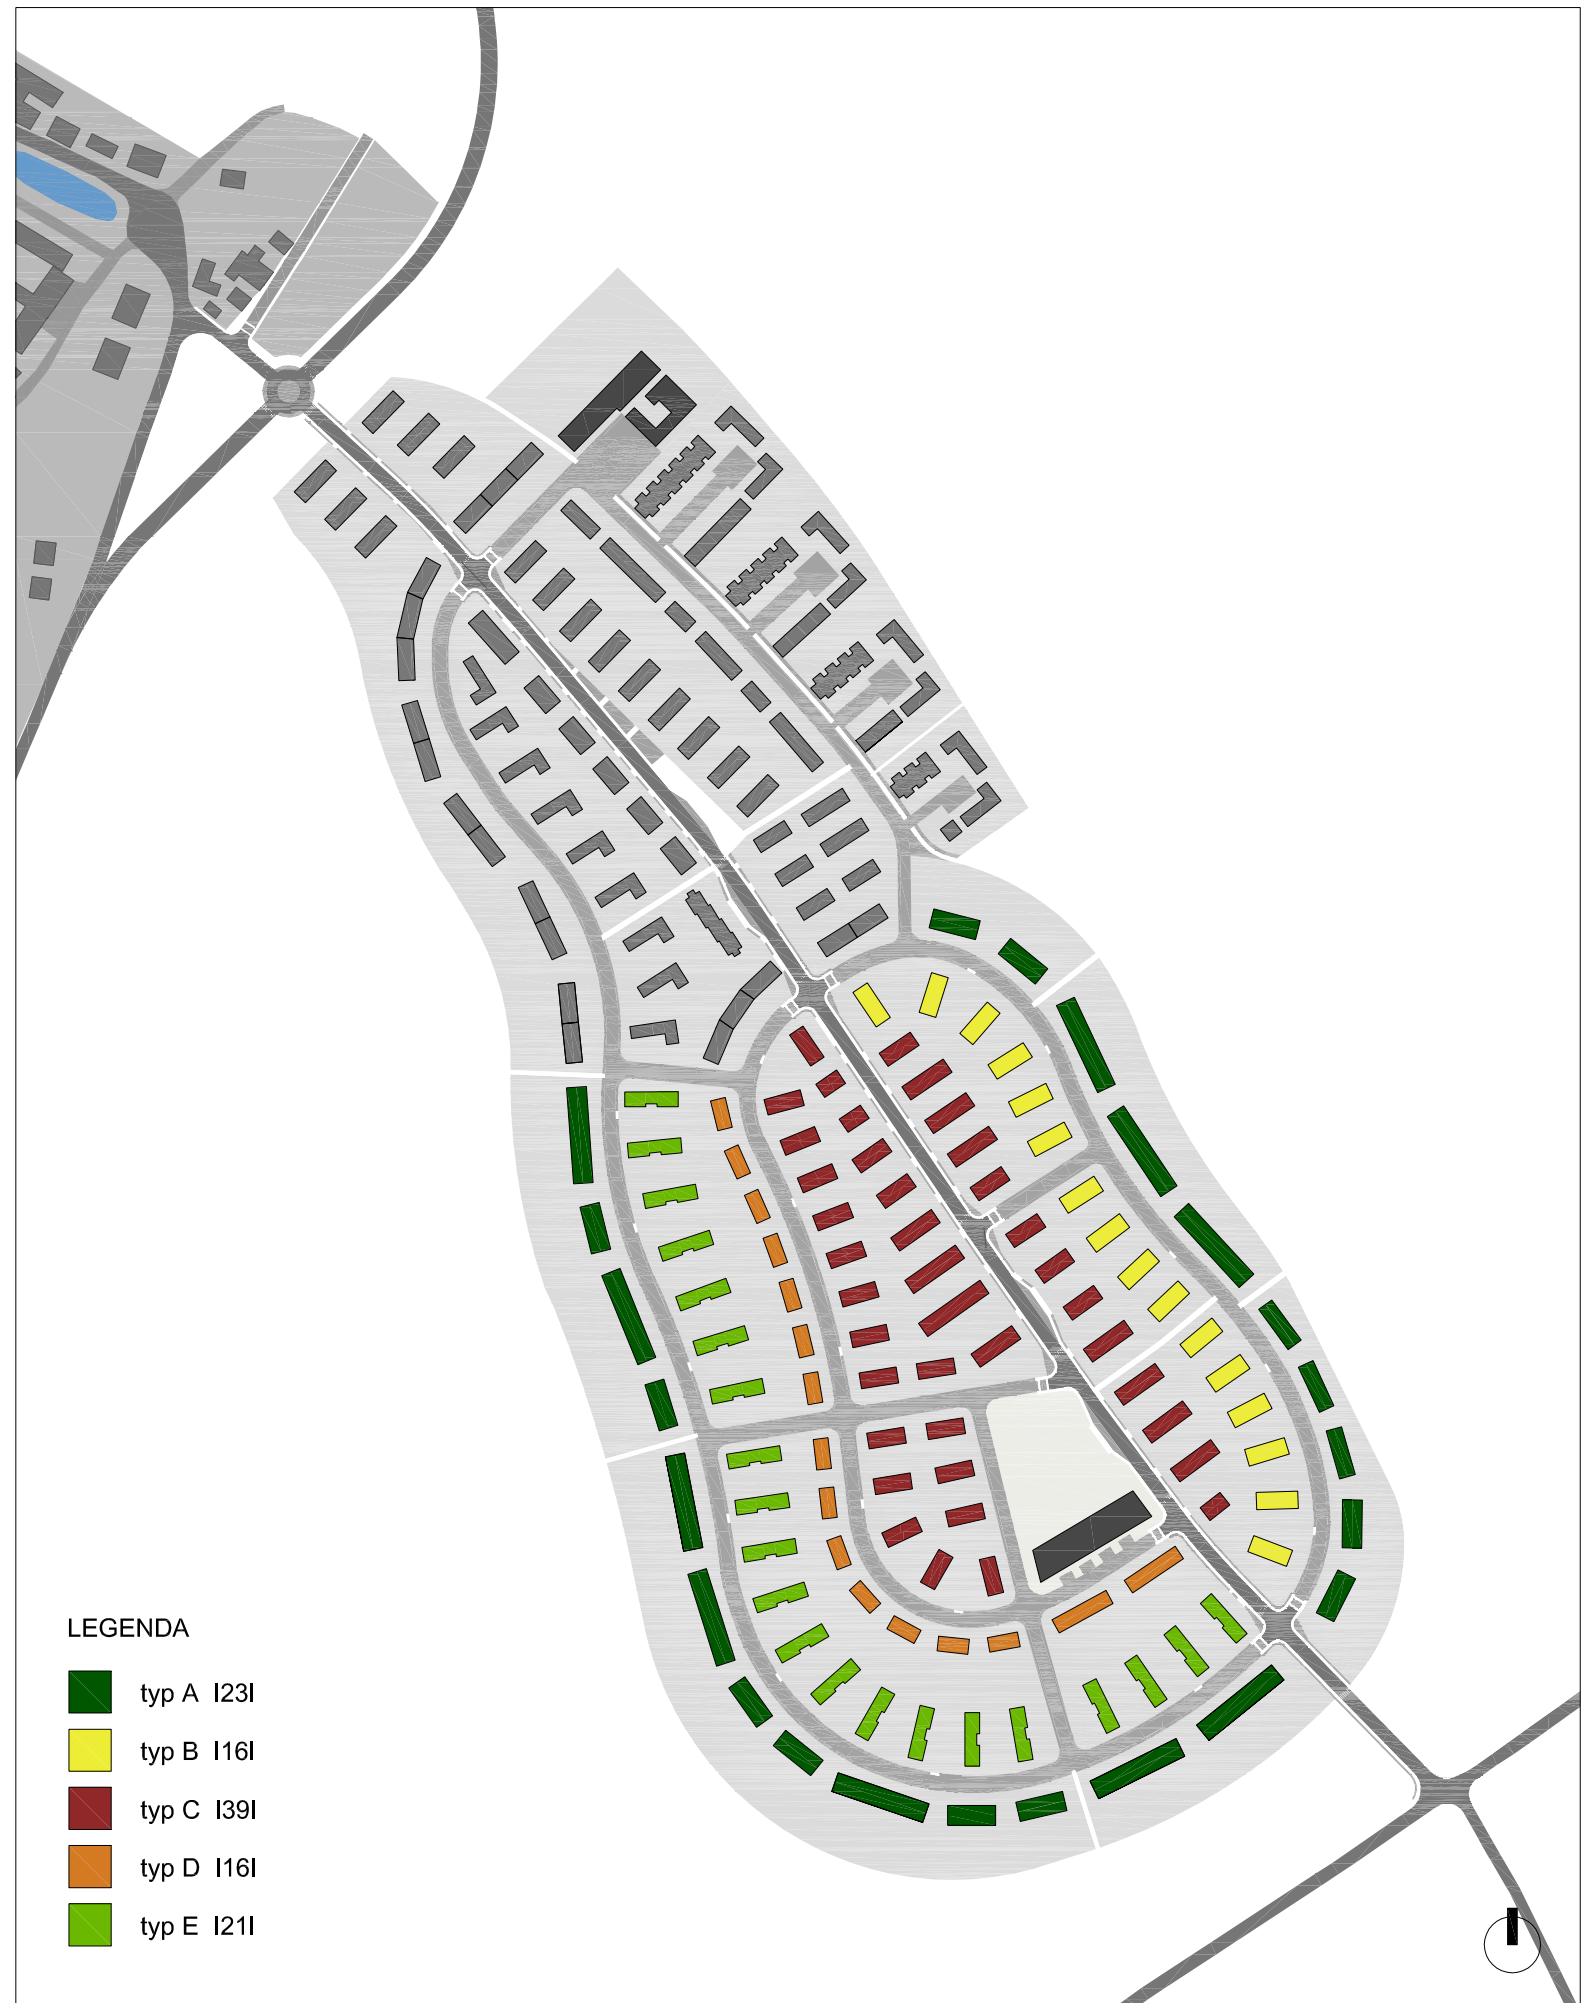 LEGENDA
typ A I23I
typ B I16I
typ C I39I
typ D I16I
typ E I21I